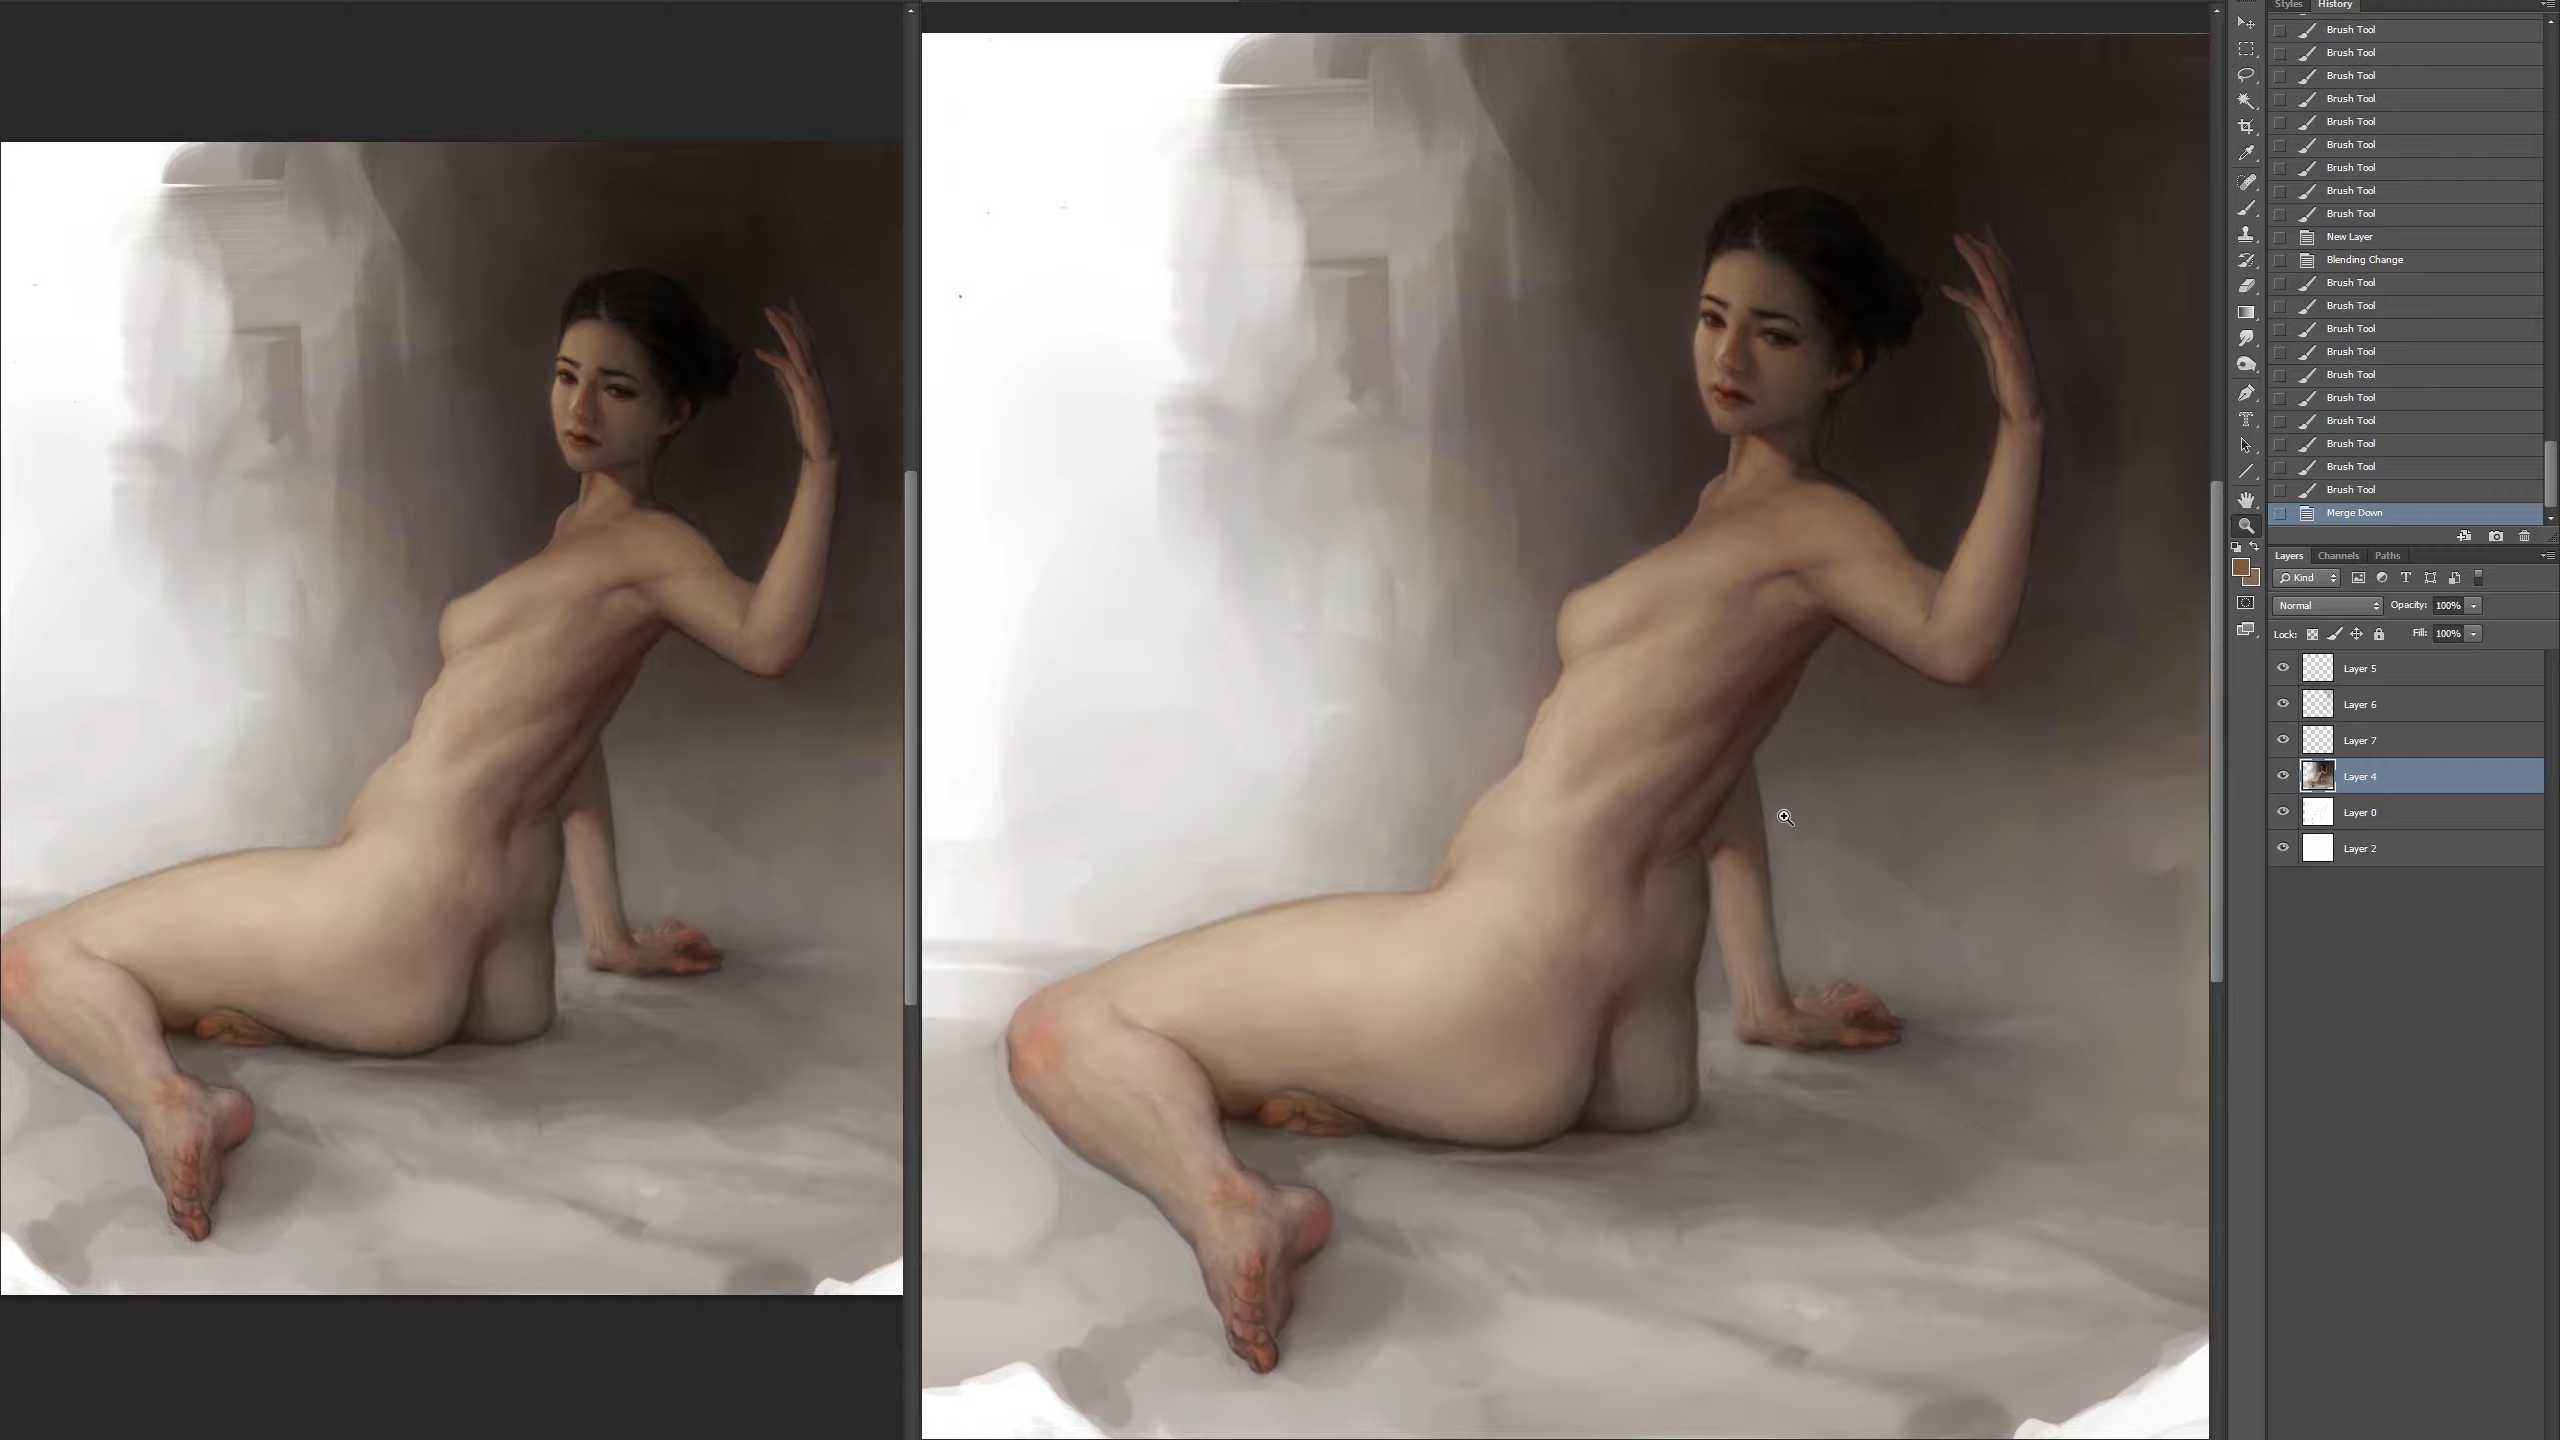 Styles History
Brush Tool
Brush Tool
Brush Tool
Brush Tool
Brush Tool
Brush Tool
Brush Tool
Brush Tool
Brush Tool
New Layer
Blending Change
Brush Tool
Brush Tool
Brush Tool
Brush Tool
Brush Tool
Brush Tool
Brush Tool
Brush Tool
Brush Tool
Brush Tool
Merge Down
Layers Channels Paths
Kind
Normal Opacity: 100%
Lock: Fill: 100%
Layer 5
Layer 6
Layer 7
Layer 4
Layer 0
Layer 2